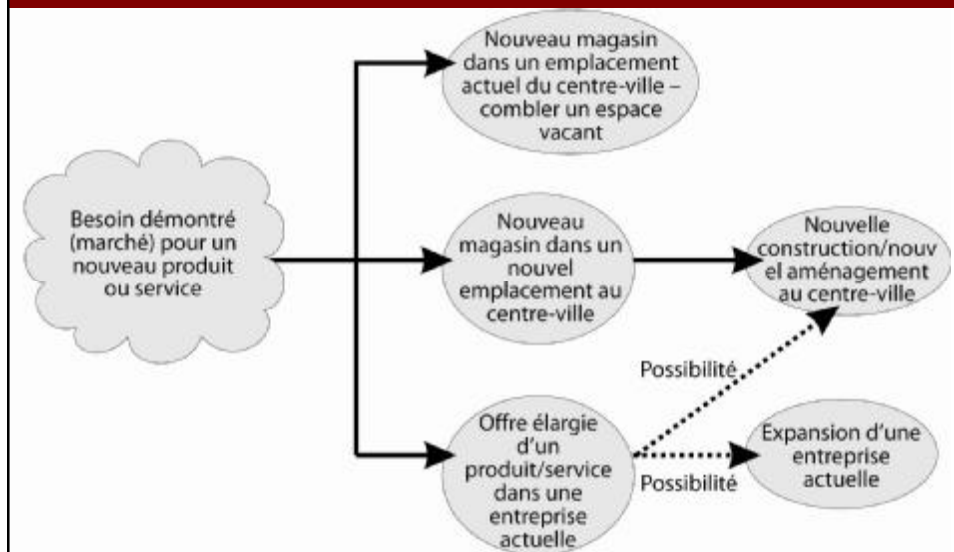 Nouveau magasin
dans un emplacement
actuel du centre-ville –
combler un espace
vacant
Besoin démontré
(marché) pour un
nouveau produit
ou service
Nouveau
magasin dans un
nouvel
emplacement au
centre-ville
Nouvelle
construction/nouv
el aménagement
au centre-ville
Possibilité
Offre élargie
d'un
produit/service
dans une
entreprise
actuelle
Possibilité
Expansion d'une
entreprise
actuelle